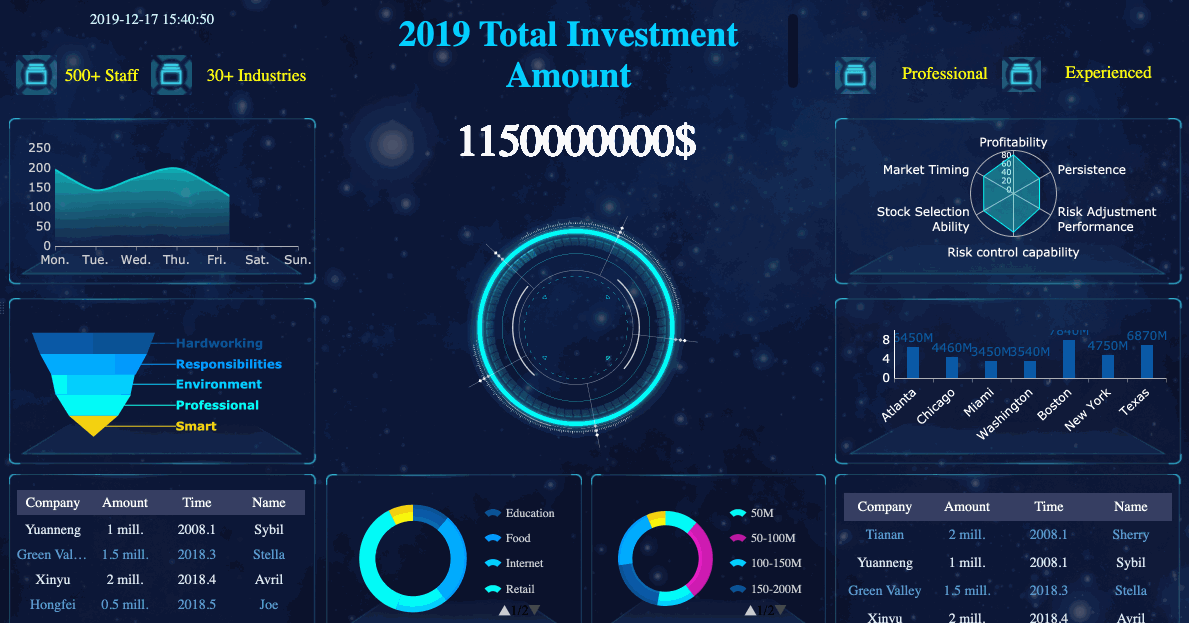 2019-12-17 15:40:50
500+ Staff
30+ Industries
2019 Total Investment
Amount
1150000000$
Professional
Experienced
250
200
150
100
50
0
Mon. Tue. Wed. Thu. Fri. Sat. Sun.
Profitability
80
60
40
20
0
Market Timing
Persistence
Stock Selection
Ability
Risk Adjustment
Performance
Risk control capability
Hardworking
Responsibilities
Environment
Professional
Smart
8
4
0
5450M
4460M
3450M
3540M
7840M
4750M
6870M
Atlanta
Chicago
Miami
Washington
Boston
New York
Texas
Company Amount Time Name
Yuanneng 1 mill. 2008.1 Sybil
Green Val... 1.5 mill. 2018.3 Stella
Xinyu 2 mill. 2018.4 Avril
Hongfei 0.5 mill. 2018.5 Joe
Education
Food
Internet
Retail
1/2
50M
50-100M
100-150M
150-200M
1/2
Company Amount Time Name
Tianan 2 mill. 2008.1 Sherry
Yuanneng 1 mill. 2008.1 Sybil
Green Valley 1.5 mill. 2018.3 Stella
Xinyu 2 mill. 2018.4 Avril